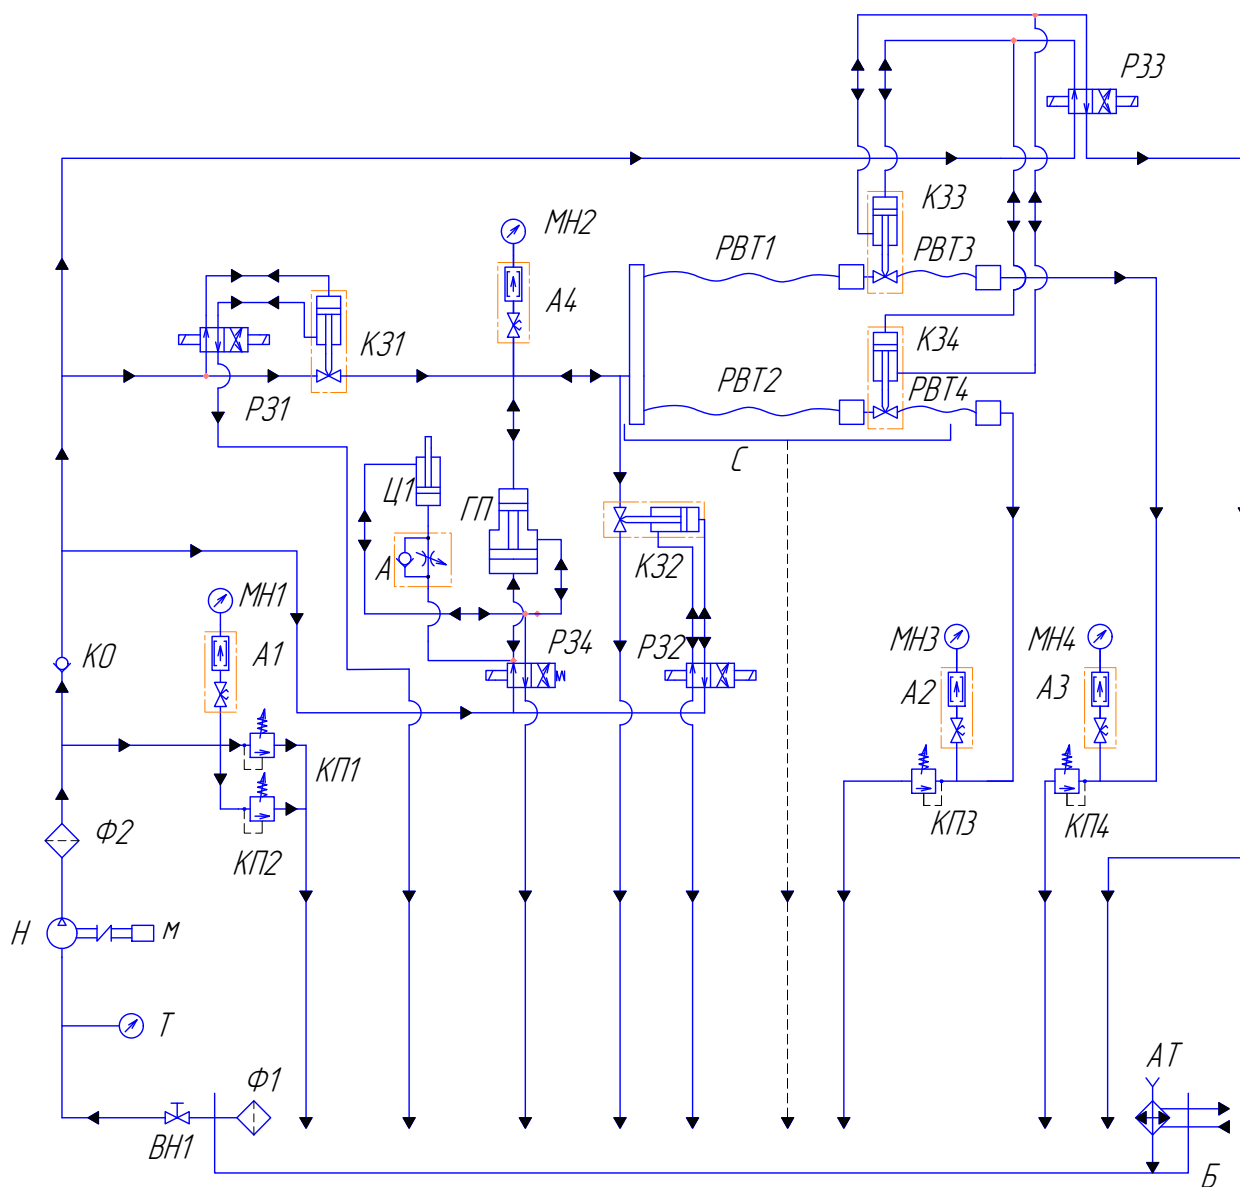 РЗ3
КЗ3
МН2
РВТ1
РВТ3
А4
КЗ1
КЗ4
РВТ2
РВТ4
РЗ1
С
Ц1
ГП
А
КЗ2
МН1
МН3
МН4
КО
А1
РЗ4
РЗ2
А2
А3
КП1
КП3
КП4
Ф2
КП2
Н
М
Т
АТ
Ф1
ВН1
Б